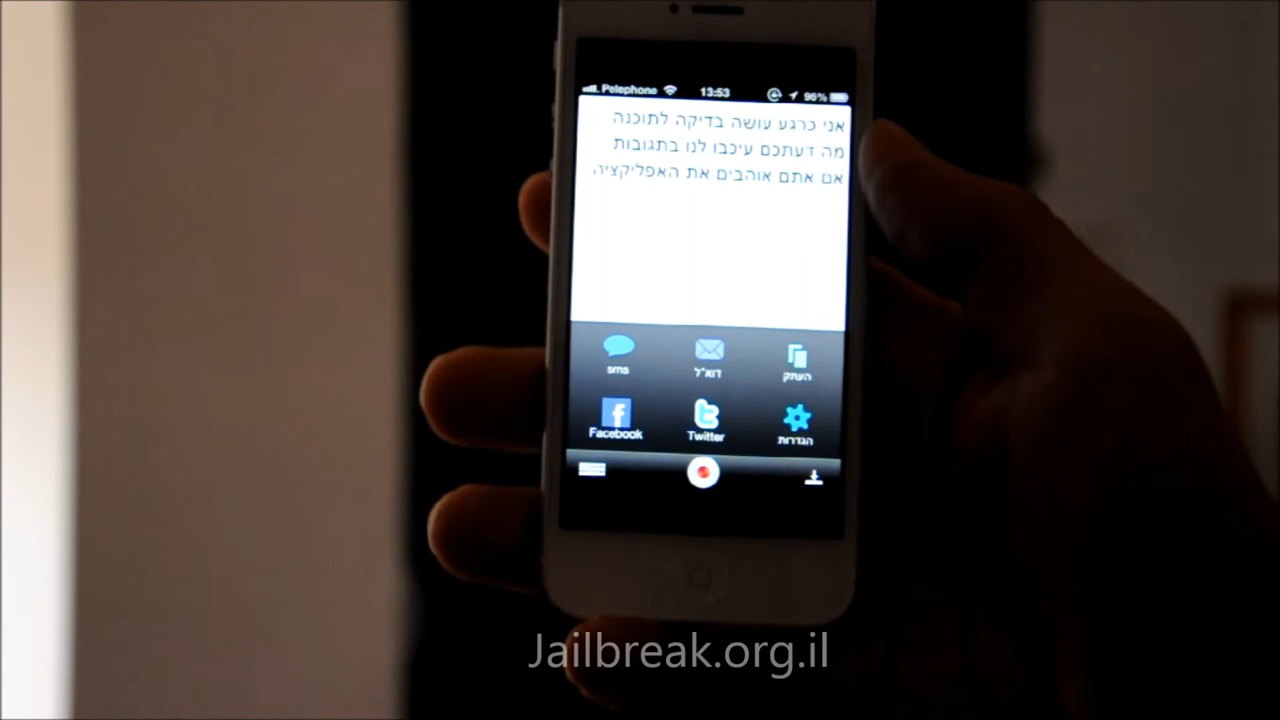 Pelephone 13:53 96%
אני כרגע עושה בדיקה לתוכנה
מה דעתכם עיכבו לנו בתגובות
אם אתם אוהבים את האפליקציה
sms דוא"ל העתק
Facebook Twitter הגדרות
Jailbreak.org.il